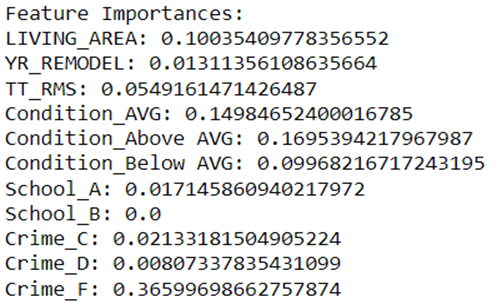 Feature Importances:
LIVING_AREA: 0.10035409778356552
YR_REMODEL: 0.01311356108635664
TT_RMS: 0.0549161471426487
Condition_AVG: 0.14984652400016785
Condition_Above AVG: 0.1695394217967987
Condition_Below AVG: 0.09968216717243195
School_A: 0.017145860940217972
School_B: 0.0
Crime_C: 0.02133181504905224
Crime_D: 0.00807337835431099
Crime_F: 0.36599698662757874